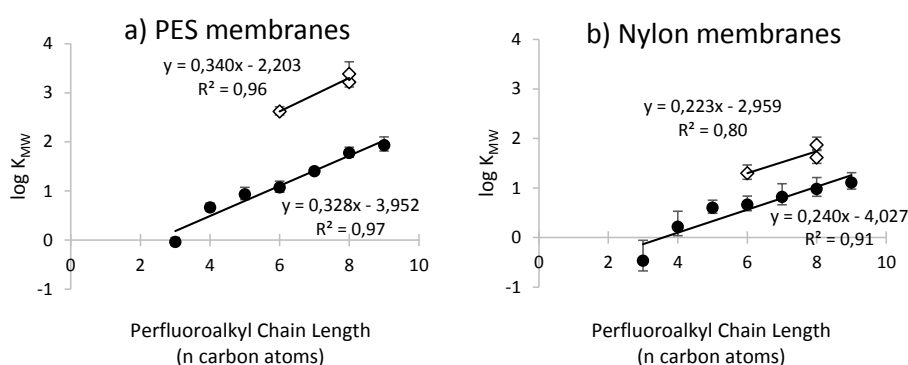 a) PES membranes
4
3
2
1
0
-1
0
2
4
6
8
10
log K_MW
y = 0,340x - 2,203
R² = 0,96
y = 0,328x - 3,952
R² = 0,97
Perfluoroalkyl Chain Length
(n carbon atoms)
b) Nylon membranes
4
3
2
1
0
-1
0
2
4
6
8
10
log K_MW
y = 0,223x - 2,959
R² = 0,80
y = 0,240x - 4,027
R² = 0,91
Perfluoroalkyl Chain Length
(n carbon atoms)